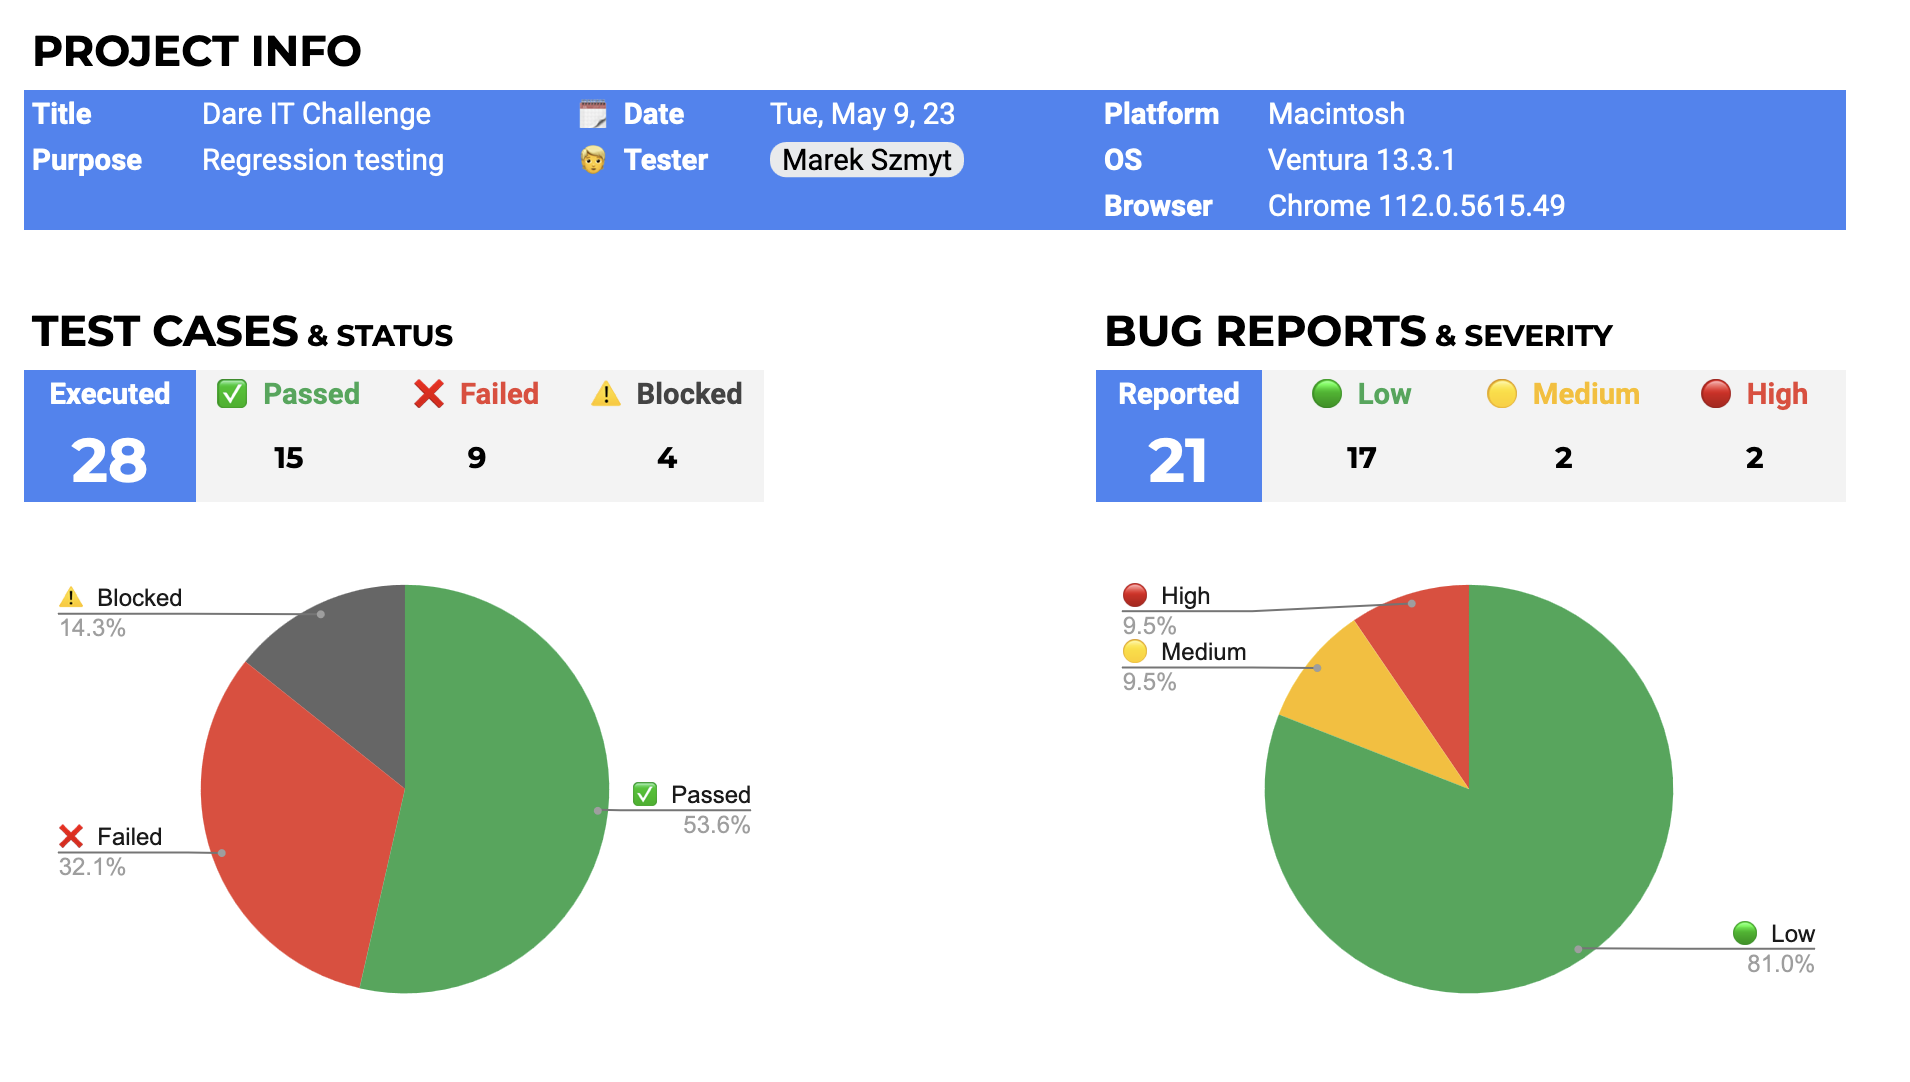 PROJECT INFO
Title Dare IT Challenge Date Tue, May 9, 23 Platform Macintosh
Purpose Regression testing Tester Marek Szmyt OS Ventura 13.3.1
Browser Chrome 112.0.5615.49
TEST CASES & STATUS
Executed Passed Failed Blocked
28 15 9 4
BUG REPORTS & SEVERITY
Reported Low Medium High
21 17 2 2
Blocked
14.3%
Passed
53.6%
Failed
32.1%
High
9.5%
Medium
9.5%
Low
81.0%